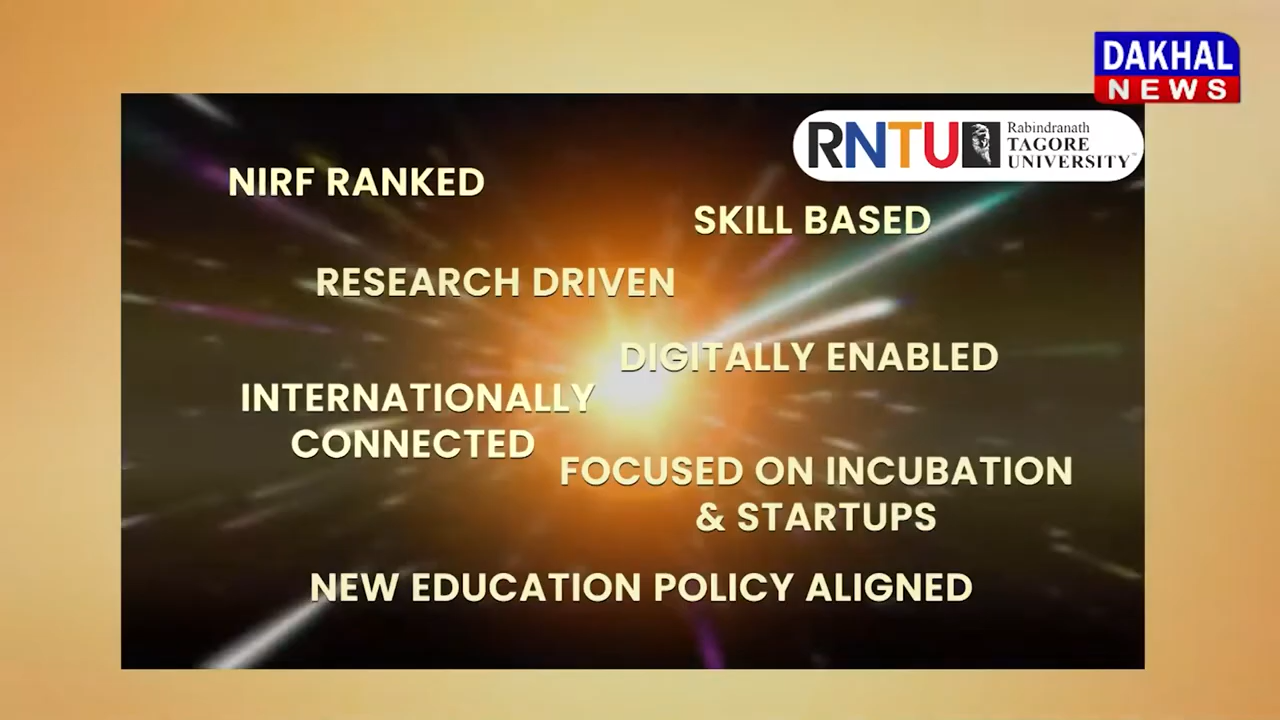 DAKHAL
NEWS
RNTU
Rabindranath
TAGORE
UNIVERSITY
NIRF RANKED
SKILL BASED
RESEARCH DRIVEN
DIGITALLY ENABLED
INTERNATIONALLY
CONNECTED
FOCUSED ON INCUBATION
& STARTUPS
NEW EDUCATION POLICY ALIGNED